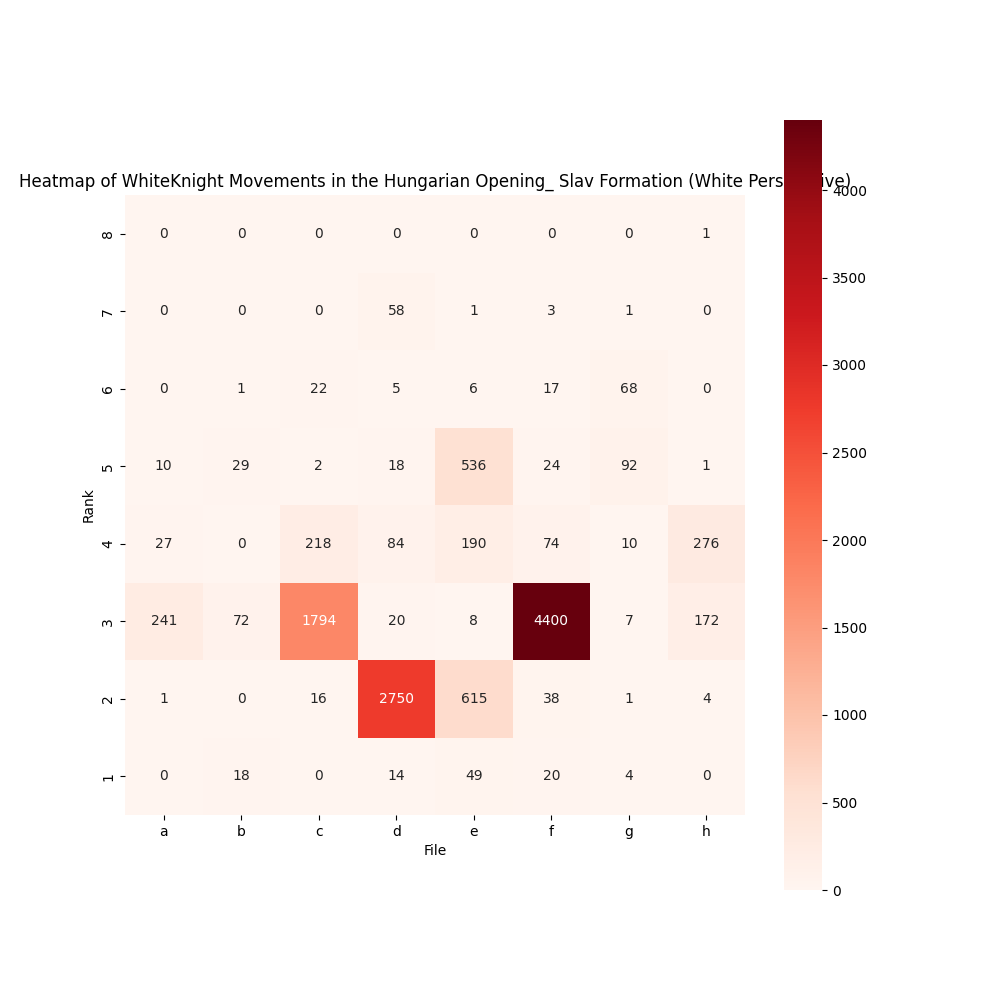 Heatmap of WhiteKnight Movements in the Hungarian Opening_ Slav Formation (White Pers ive)
8 0 0 0 0 0 0 0 1
7 0 0 0 58 1 3 1 0
6 0 1 22 5 6 17 68 0
5 10 29 2 18 536 24 92 1
4 27 0 218 84 190 74 10 276
3 241 72 1794 20 8 4400 7 172
2 1 0 16 2750 615 38 1 4
1 0 18 0 14 49 20 4 0
a b c d e f g h
File
Rank
4000
3500
3000
2500
2000
1500
1000
500
0